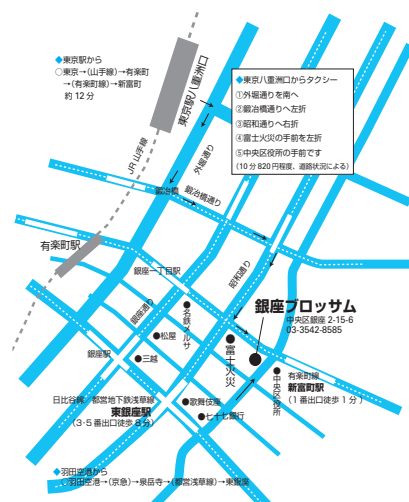 ◆東京駅から
○東京→(山手線)→有楽町
→(有楽町線)→新富町
約12分
東京駅八重洲口
◆東京八重洲口からタクシー
①外堀通りを南へ
②鍛冶橋通りへ左折
③昭和通りへ右折
④富士火災の手前を左折
⑤中央区役所の手前です
(10分820円程度、道路状況による)
JR山手線
外堀通り
鍛冶橋
鍛冶橋通り
有楽町駅
銀座一丁目駅
昭和通り
銀座通り
●名鉄メルサ
銀座ブロッサム
中央区銀座2-15-6
03-3542-8585
●松屋
●富士火災
銀座駅
●三越
●中央区役所
有楽町線
新富町駅
(1番出口徒歩1分)
日比谷線
都営地下鉄浅草線
東銀座駅
(3・5番出口徒歩8分)
●歌舞伎座
●七十七銀行
◆羽田空港から
○羽田空港→(京急)→泉岳寺→(都営浅草線)→東銀座